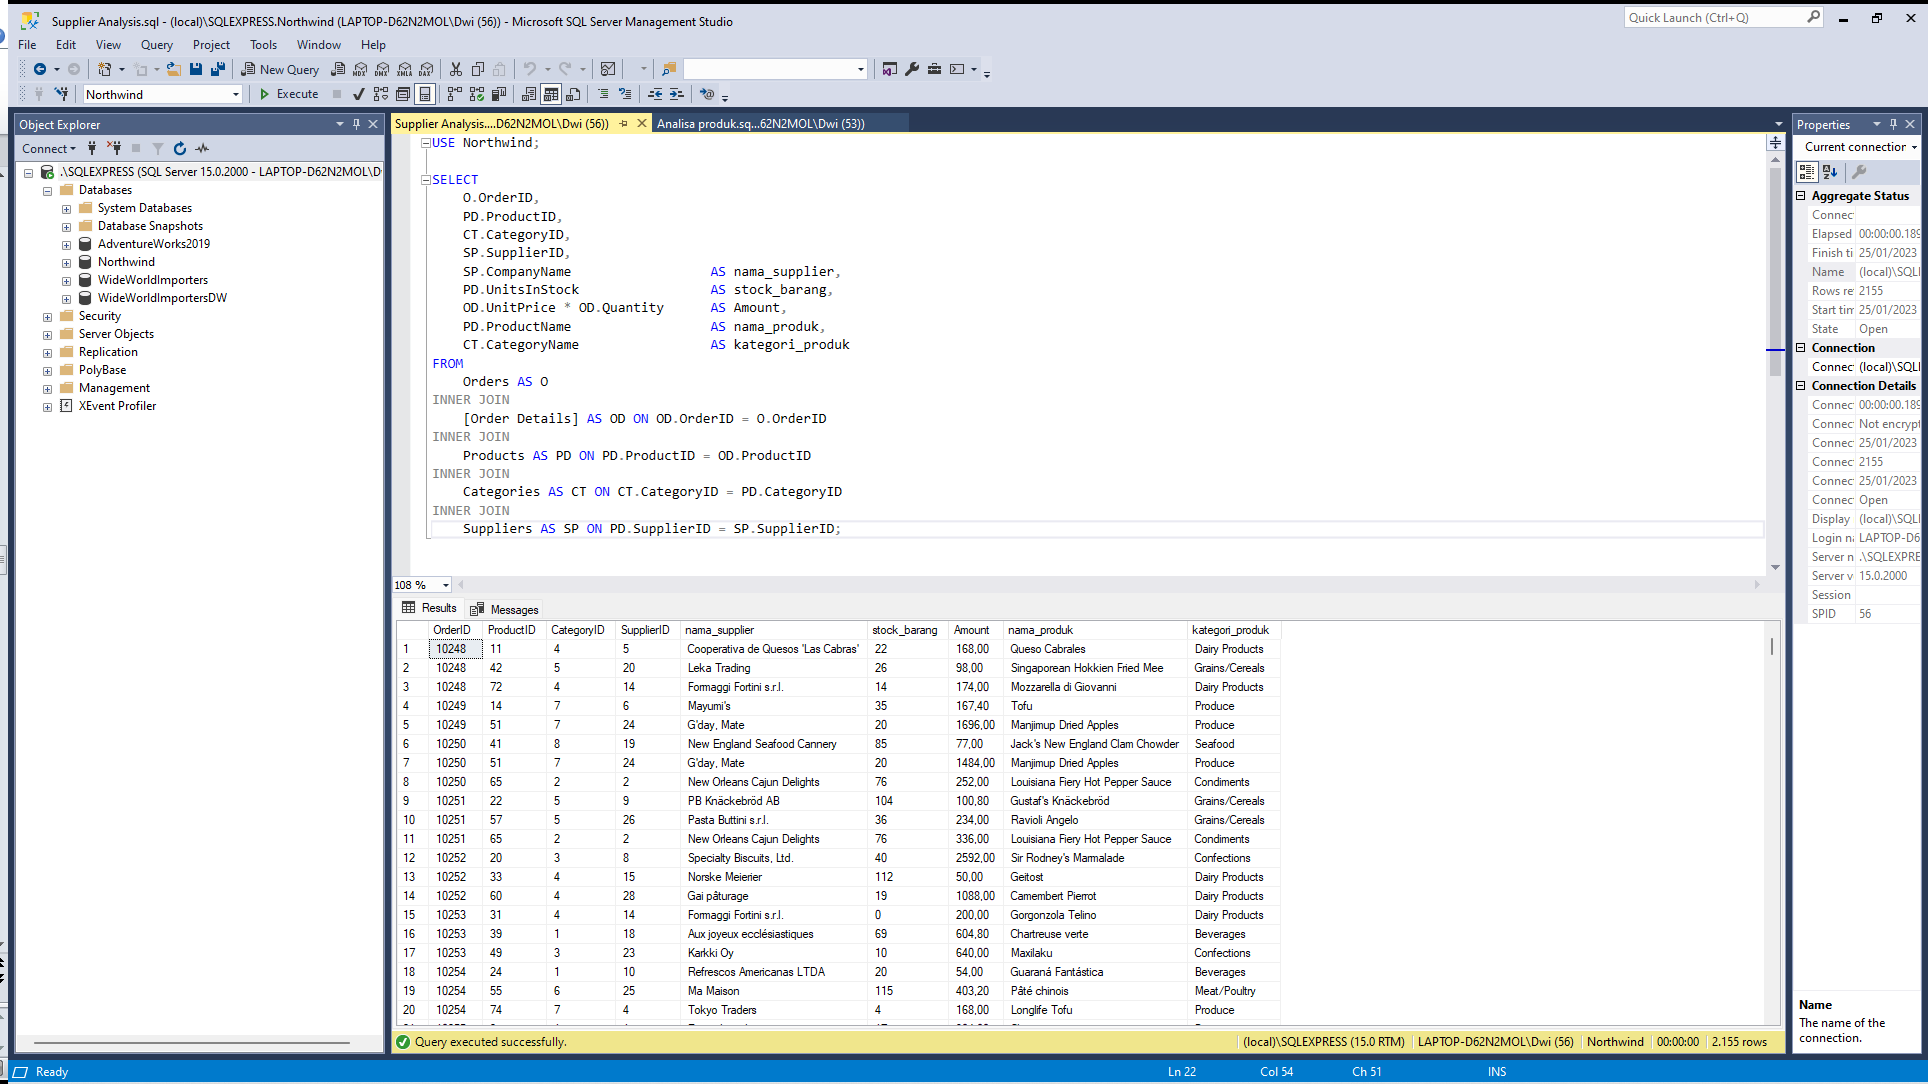 Supplier Analysis.sql - (local)\SQLEXPRESS.Northwind (LAPTOP-D62N2MOL\Dwi (56)) - Microsoft SQL Server Management Studio
Quick Launch (Ctrl+Q)
File Edit View Query Project Tools Window Help
New Query
Northwind
Execute
Object Explorer
Connect
.\SQLEXPRESS (SQL Server 15.0.2000 - LAPTOP-D62N2MOL\D
Databases
System Databases
Database Snapshots
AdventureWorks2019
Northwind
WideWorldImporters
WideWorldImportersDW
Security
Server Objects
Replication
PolyBase
Management
XEvent Profiler
Supplier Analysis....D62N2MOL\Dwi (56))
Analisa produk.sq...62N2MOL\Dwi (53))
USE Northwind;
SELECT
O.OrderID,
PD.ProductID,
CT.CategoryID,
SP.SupplierID,
SP.CompanyName AS nama_supplier,
PD.UnitsInStock AS stock_barang,
OD.UnitPrice * OD.Quantity AS Amount,
PD.ProductName AS nama_produk,
CT.CategoryName AS kategori_produk
FROM
Orders AS O
INNER JOIN
[Order Details] AS OD ON OD.OrderID = O.OrderID
INNER JOIN
Products AS PD ON PD.ProductID = OD.ProductID
INNER JOIN
Categories AS CT ON CT.CategoryID = PD.CategoryID
INNER JOIN
Suppliers AS SP ON PD.SupplierID = SP.SupplierID;
108 %
Results Messages
OrderID ProductID CategoryID SupplierID nama_supplier stock_barang Amount nama_produk kategori_produk
1 10248 11 4 5 Cooperativa de Quesos 'Las Cabras' 22 168,00 Queso Cabrales Dairy Products
2 10248 42 5 20 Leka Trading 26 98,00 Singaporean Hokkien Fried Mee Grains/Cereals
3 10248 72 4 14 Formaggi Fortini s.r.l. 14 174,00 Mozzarella di Giovanni Dairy Products
4 10249 14 7 6 Mayumi's 35 167,40 Tofu Produce
5 10249 51 7 24 G'day, Mate 20 1696,00 Manjimup Dried Apples Produce
6 10250 41 8 19 New England Seafood Cannery 85 77,00 Jack's New England Clam Chowder Seafood
7 10250 51 7 24 G'day, Mate 20 1484,00 Manjimup Dried Apples Produce
8 10250 65 2 2 New Orleans Cajun Delights 76 252,00 Louisiana Fiery Hot Pepper Sauce Condiments
9 10251 22 5 9 PB Knäckebröd AB 104 100,80 Gustaf's Knäckebröd Grains/Cereals
10 10251 57 5 26 Pasta Buttini s.r.l. 36 234,00 Ravioli Angelo Grains/Cereals
11 10251 65 2 2 New Orleans Cajun Delights 76 336,00 Louisiana Fiery Hot Pepper Sauce Condiments
12 10252 20 3 8 Specialty Biscuits, Ltd. 40 2592,00 Sir Rodney's Marmalade Confections
13 10252 33 4 15 Norske Meierier 112 50,00 Geitost Dairy Products
14 10252 60 4 28 Gai pâturage 19 1088,00 Camembert Pierrot Dairy Products
15 10253 31 4 14 Formaggi Fortini s.r.l. 0 200,00 Gorgonzola Telino Dairy Products
16 10253 39 1 18 Aux joyeux ecclésiastiques 69 604,80 Chartreuse verte Beverages
17 10253 49 3 23 Karkki Oy 10 640,00 Maxilaku Confections
18 10254 24 1 10 Refrescos Americanas LTDA 20 54,00 Guaraná Fantástica Beverages
19 10254 55 6 25 Ma Maison 115 403,20 Pâté chinois Meat/Poultry
20 10254 74 7 4 Tokyo Traders 4 168,00 Longlife Tofu Produce
Query executed successfully.
(local)\SQLEXPRESS (15.0 RTM) LAPTOP-D62N2MOL\Dwi (56) Northwind 00:00:00 2.155 rows
Properties
Current connection
Aggregate Status
Connec
Elapsed 00:00:00.189
Finish ti 25/01/2023
Name (local)\SQLI
Rows re 2155
Start tim 25/01/2023
State Open
Connection
Connec (local)\SQLI
Connection Details
Connec 00:00:00.189
Connec Not encrypt
Connec 25/01/2023
Connec 2155
Connec 25/01/2023
Connec Open
Display (local)\SQLI
Login na LAPTOP-D6
Server n .\SQLEXPRE
Server v 15.0.2000
Session
SPID 56
Name
The name of the
connection.
Ready
Ln 22 Col 54 Ch 51 INS